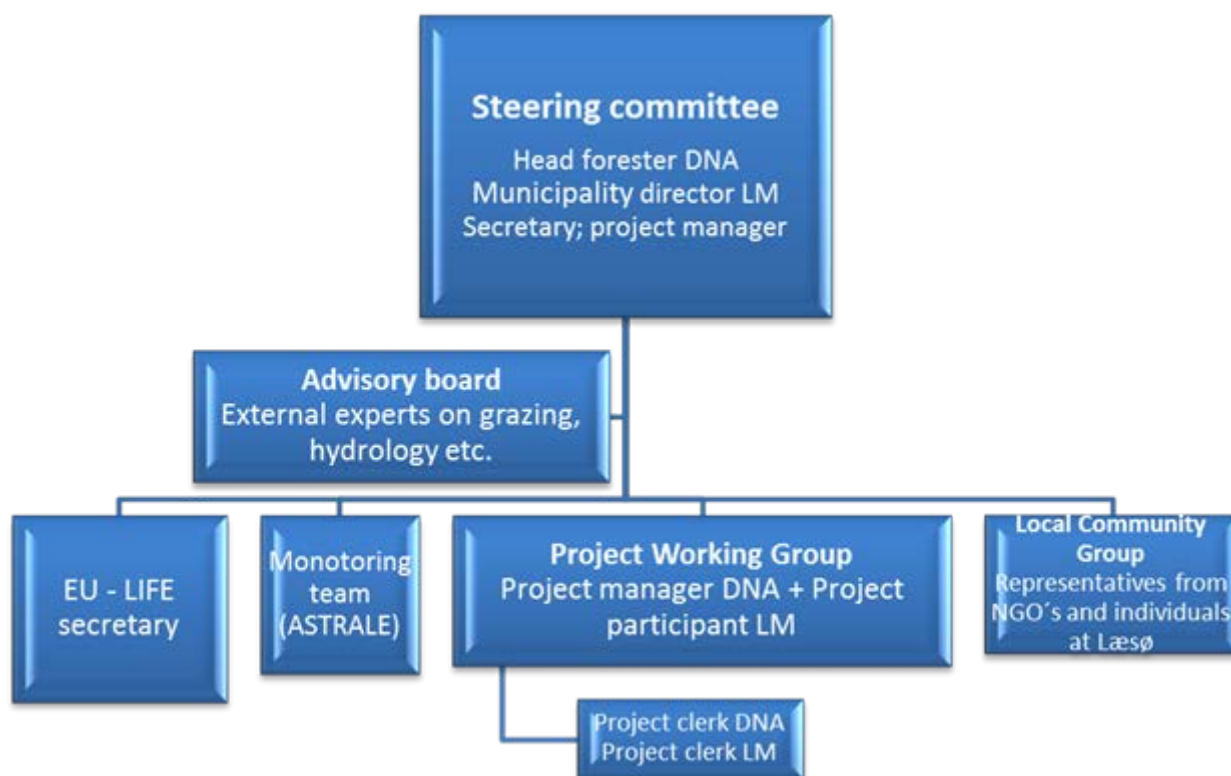 Steering committee
Head forester DNA
Municipality director LM
Secretary; project manager
Advisory board
External experts on grazing,
hydrology etc.
EU - LIFE
secretary
Monotoring
team
(ASTRALE)
Project Working Group
Project manager DNA + Project
participant LM
Local Community
Group
Representatives from
NGO´s and individuals
at Læsø
Project clerk DNA
Project clerk LM